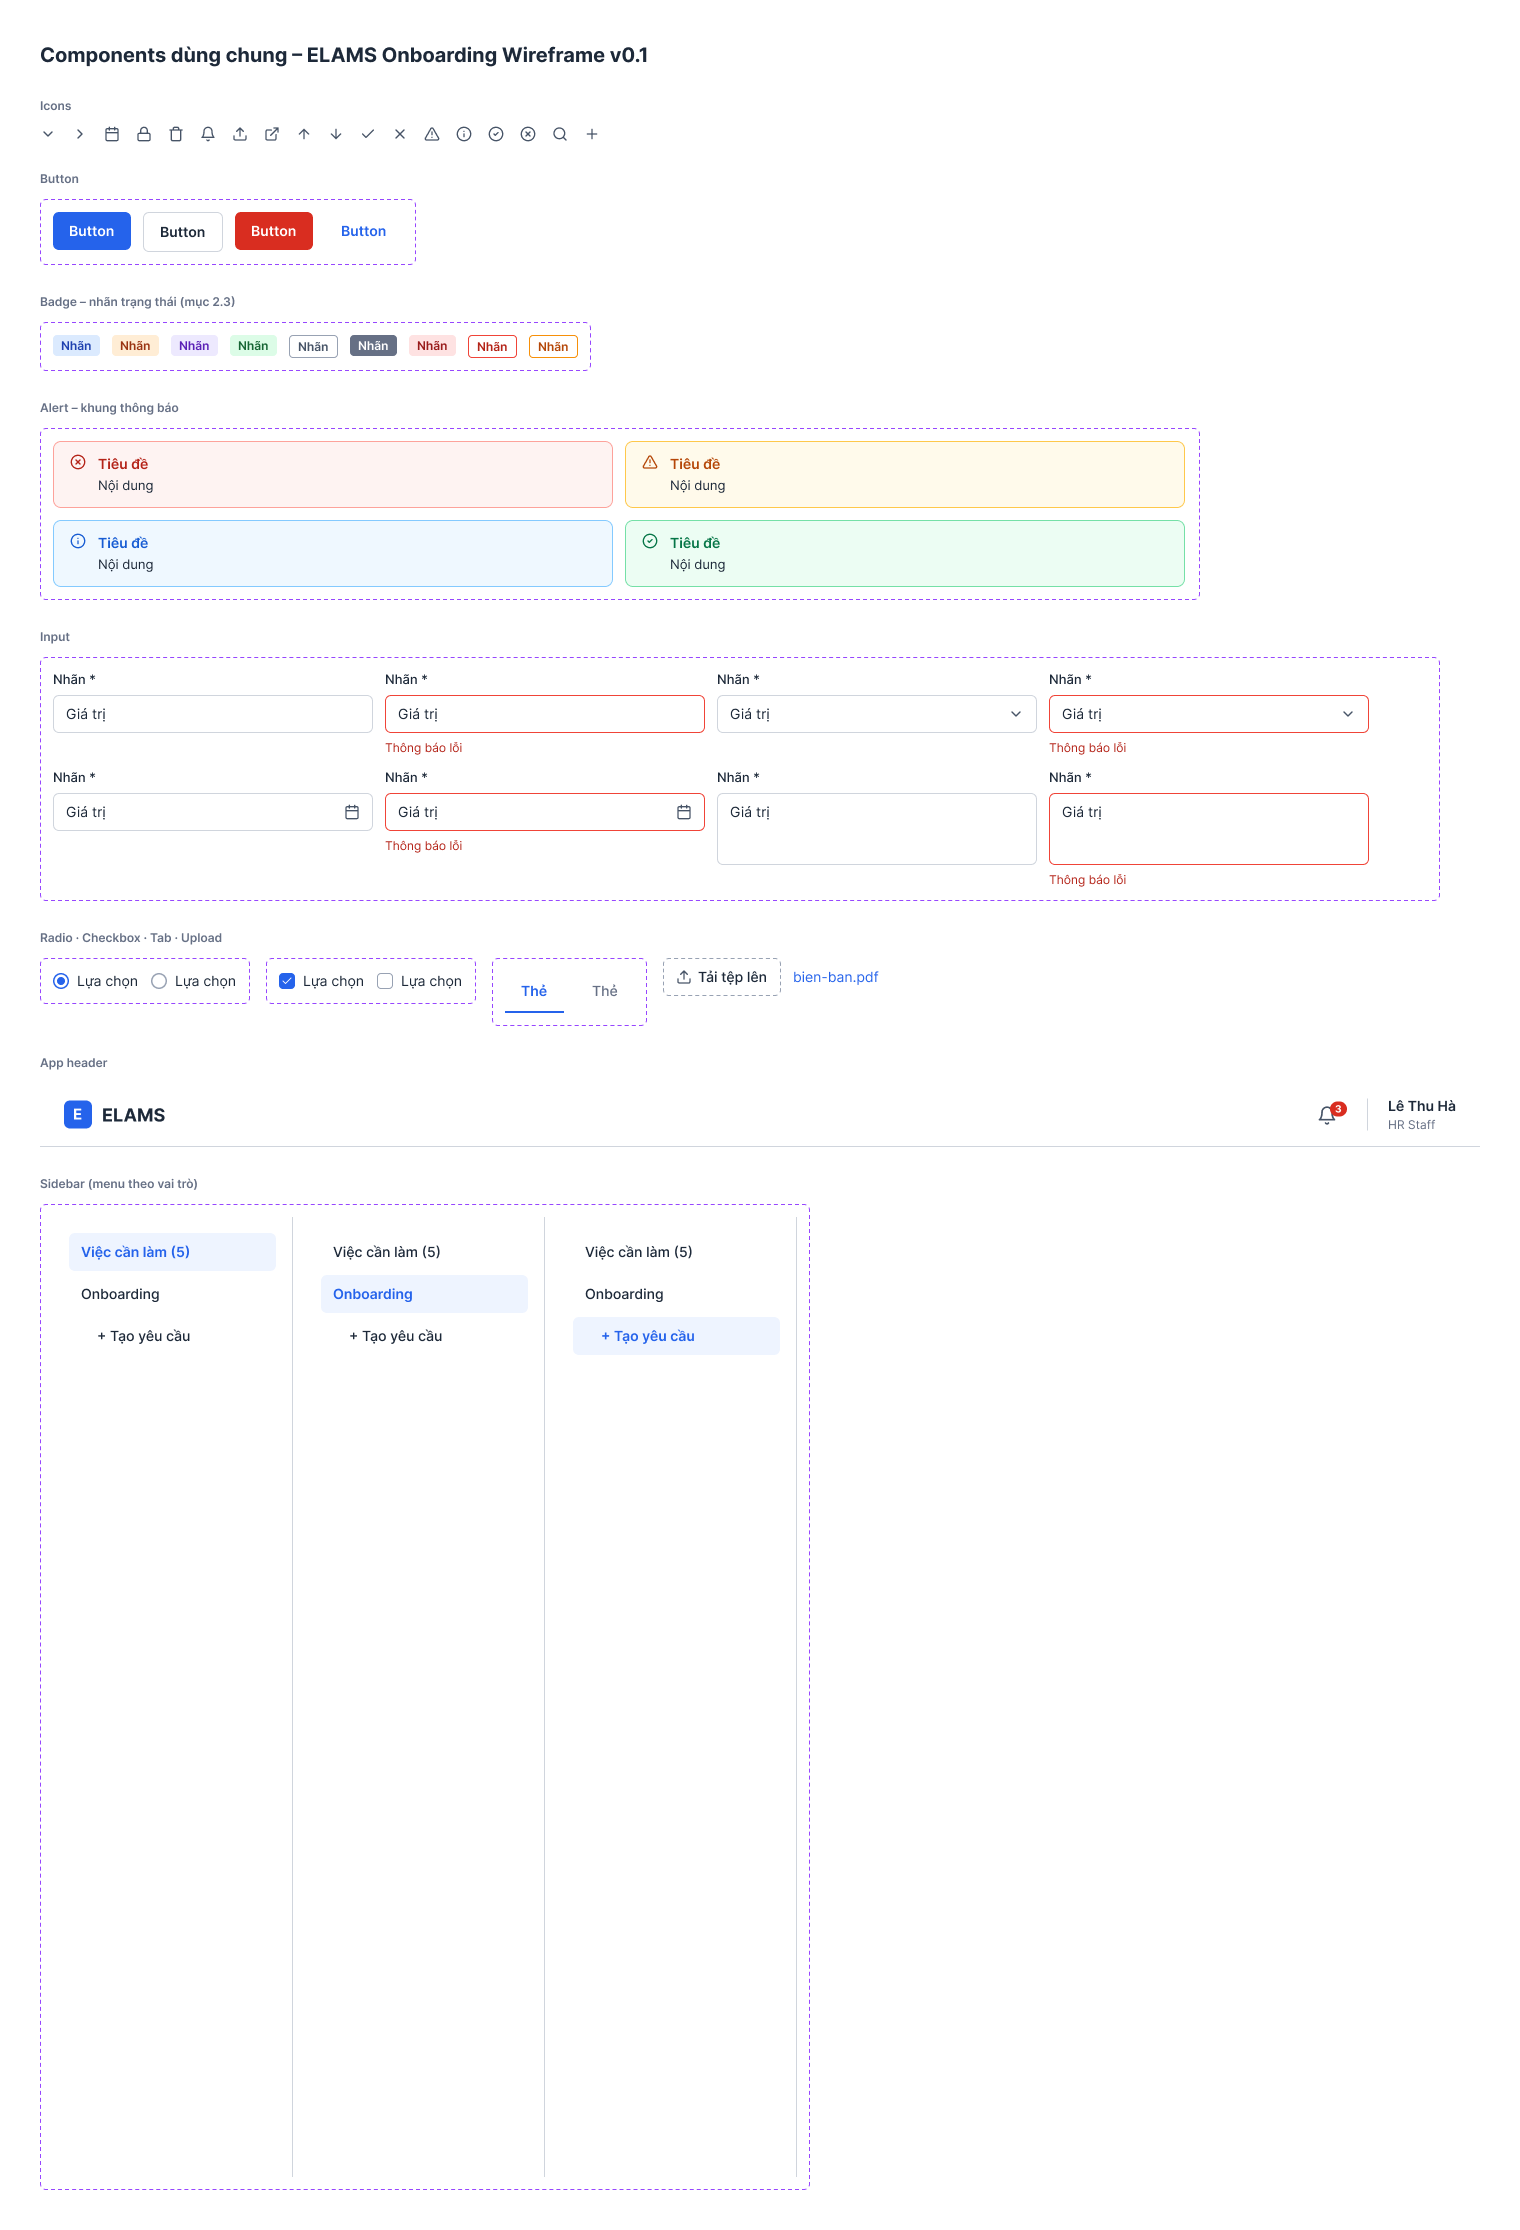 Components dùng chung – ELAMS Onboarding Wireframe v0.1
Icons
Button
Button Button Button Button
Badge – nhãn trạng thái (mục 2.3)
Nhãn Nhãn Nhãn Nhãn Nhãn Nhãn Nhãn Nhãn Nhãn
Alert – khung thông báo
Tiêu đề
Nội dung
Tiêu đề
Nội dung
Tiêu đề
Nội dung
Tiêu đề
Nội dung
Input
Nhãn * Nhãn * Nhãn * Nhãn *
Giá trị Giá trị Giá trị Giá trị
Thông báo lỗi Thông báo lỗi
Nhãn * Nhãn * Nhãn * Nhãn *
Giá trị Giá trị Giá trị Giá trị
Thông báo lỗi
Thông báo lỗi
Radio · Checkbox · Tab · Upload
Lựa chọn Lựa chọn Lựa chọn Lựa chọn Thẻ Thẻ Tải tệp lên bien-ban.pdf
App header
E ELAMS
3
Lê Thu Hà
HR Staff
Sidebar (menu theo vai trò)
Việc cần làm (5)
Onboarding
+ Tạo yêu cầu
Việc cần làm (5)
Onboarding
+ Tạo yêu cầu
Việc cần làm (5)
Onboarding
+ Tạo yêu cầu